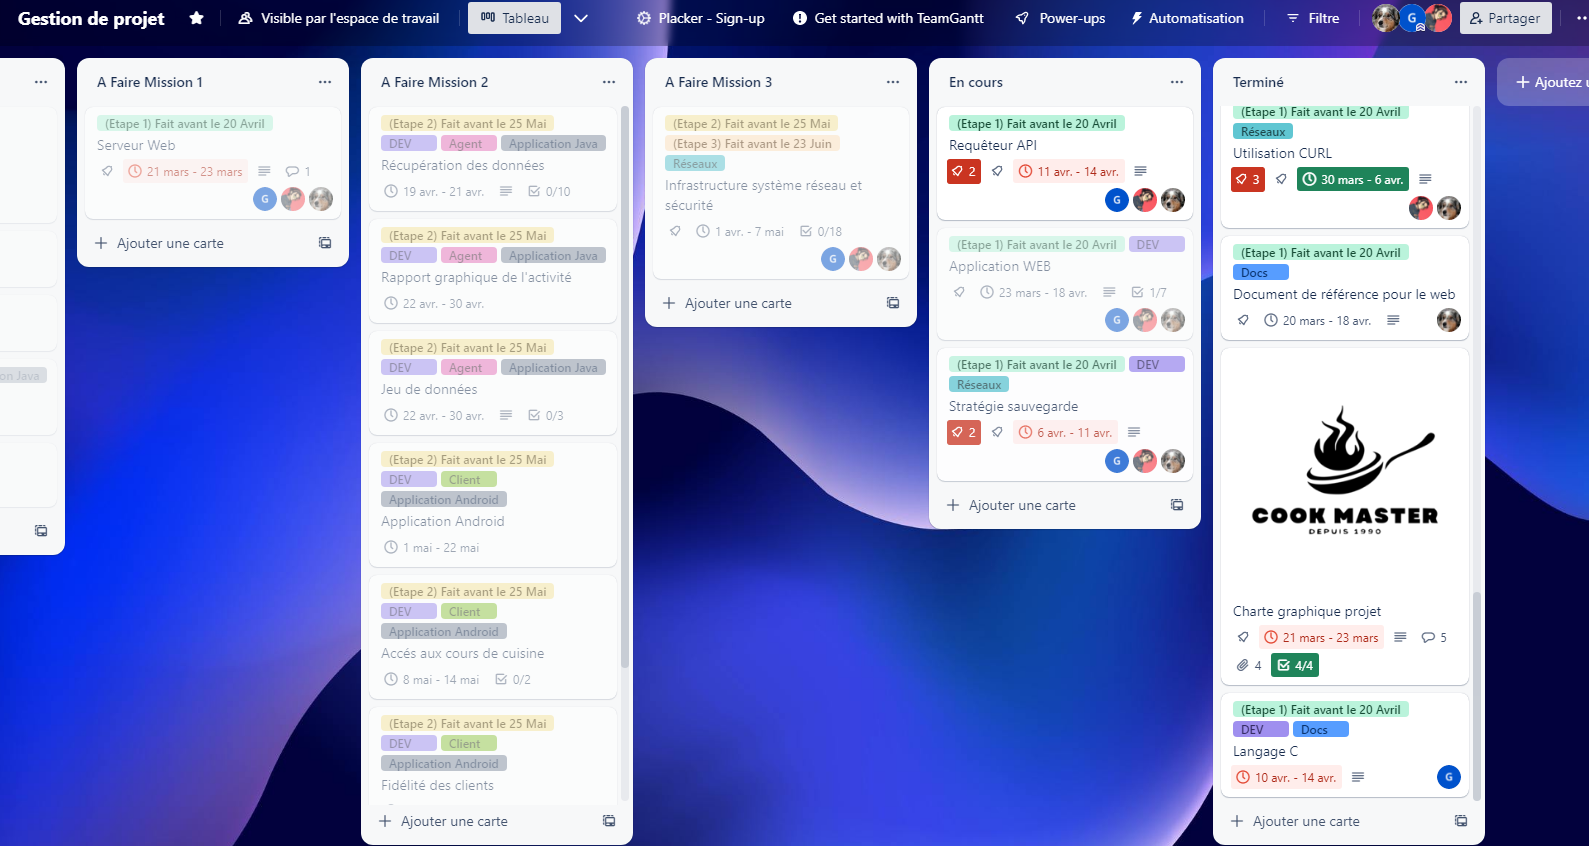 Gestion de projet
Visible par l'espace de travail
Tableau
Placker - Sign-up
Get started with TeamGantt
Power-ups
Automatisation
Filtre
G
Partager
on Java
A Faire Mission 1
(Etape 1) Fait avant le 20 Avril
Serveur Web
21 mars - 23 mars
1
G
Ajouter une carte
A Faire Mission 2
(Etape 2) Fait avant le 25 Mai
DEV Agent Application Java
Récupération des données
19 avr. - 21 avr. 0/10
(Etape 2) Fait avant le 25 Mai
DEV Agent Application Java
Rapport graphique de l'activité
22 avr. - 30 avr.
(Etape 2) Fait avant le 25 Mai
DEV Agent Application Java
Jeu de données
22 avr. - 30 avr. 0/3
(Etape 2) Fait avant le 25 Mai
DEV Client
Application Android
Application Android
1 mai - 22 mai
(Etape 2) Fait avant le 25 Mai
DEV Client
Application Android
Accés aux cours de cuisine
8 mai - 14 mai 0/2
(Etape 2) Fait avant le 25 Mai
DEV Client
Application Android
Fidélité des clients
Ajouter une carte
A Faire Mission 3
(Etape 2) Fait avant le 25 Mai
(Etape 3) Fait avant le 23 Juin
Réseaux
Infrastructure système réseau et
sécurité
1 avr. - 7 mai 0/18
G
Ajouter une carte
En cours
(Etape 1) Fait avant le 20 Avril
Requêteur API
2 11 avr. - 14 avr.
G
(Etape 1) Fait avant le 20 Avril DEV
Application WEB
23 mars - 18 avr. 1/7
G
(Etape 1) Fait avant le 20 Avril DEV
Réseaux
Stratégie sauvegarde
2 6 avr. - 11 avr.
G
Ajouter une carte
Terminé
(Etape 1) Fait avant le 20 Avril
Réseaux
Utilisation CURL
3 30 mars - 6 avr.
(Etape 1) Fait avant le 20 Avril
Docs
Document de référence pour le web
20 mars - 18 avr.
COOK MASTER
DEPUIS 1990
Charte graphique projet
21 mars - 23 mars 5
4 4/4
(Etape 1) Fait avant le 20 Avril
DEV Docs
Langage C
10 avr. - 14 avr.
G
Ajouter une carte
Ajoutez u